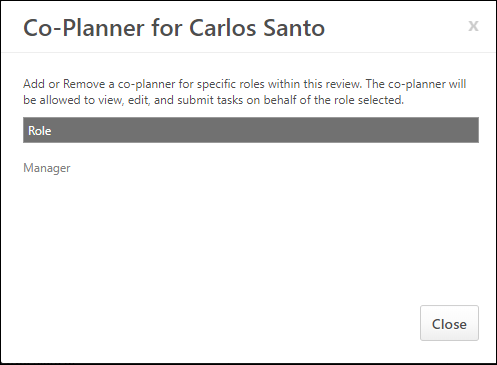 Co-Planner for Carlos Santo
x
Add or Remove a co-planner for specific roles within this review. The co-planner will
be allowed to view, edit, and submit tasks on behalf of the role selected.
Role
Manager
Close